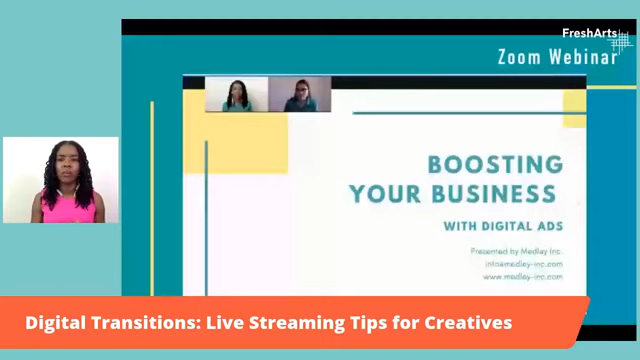 FreshArts
Zoom Webinar
BOOSTING
YOUR BUSINESS
WITH DIGITAL ADS
Presented by Medley Inc.
info@medley-inc.com
www.medley-inc.com
Digital Transitions: Live Streaming Tips for Creatives